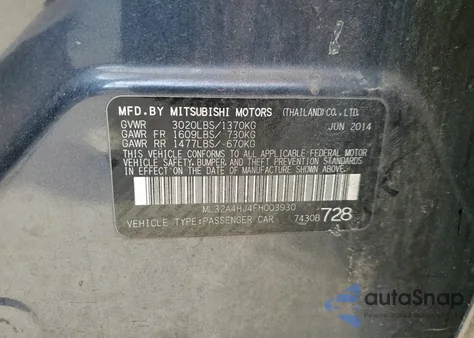 MFD.BY MITSUBISHI MOTORS (THAILAND)CO.,LTD.
GVWR 3020LBS/1370KG JUN 2014
GAWR FR 1609LBS/ 730KG
GAWR RR 1477LBS/ 670KG
THIS VEHICLE CONFORMS TO ALL APPLICABLE FEDERAL MOTOR
VEHICLE SAFETY,BUMPER, AND THEFT PREVENTION STANDARDS
IN EFFECT ON THE DATE OF MANUFACTURE SHOWN ABOVE.
ML32A4HJ4FH003930
VEHICLE TYPE:PASSENGER CAR 74308 728
autoSnap